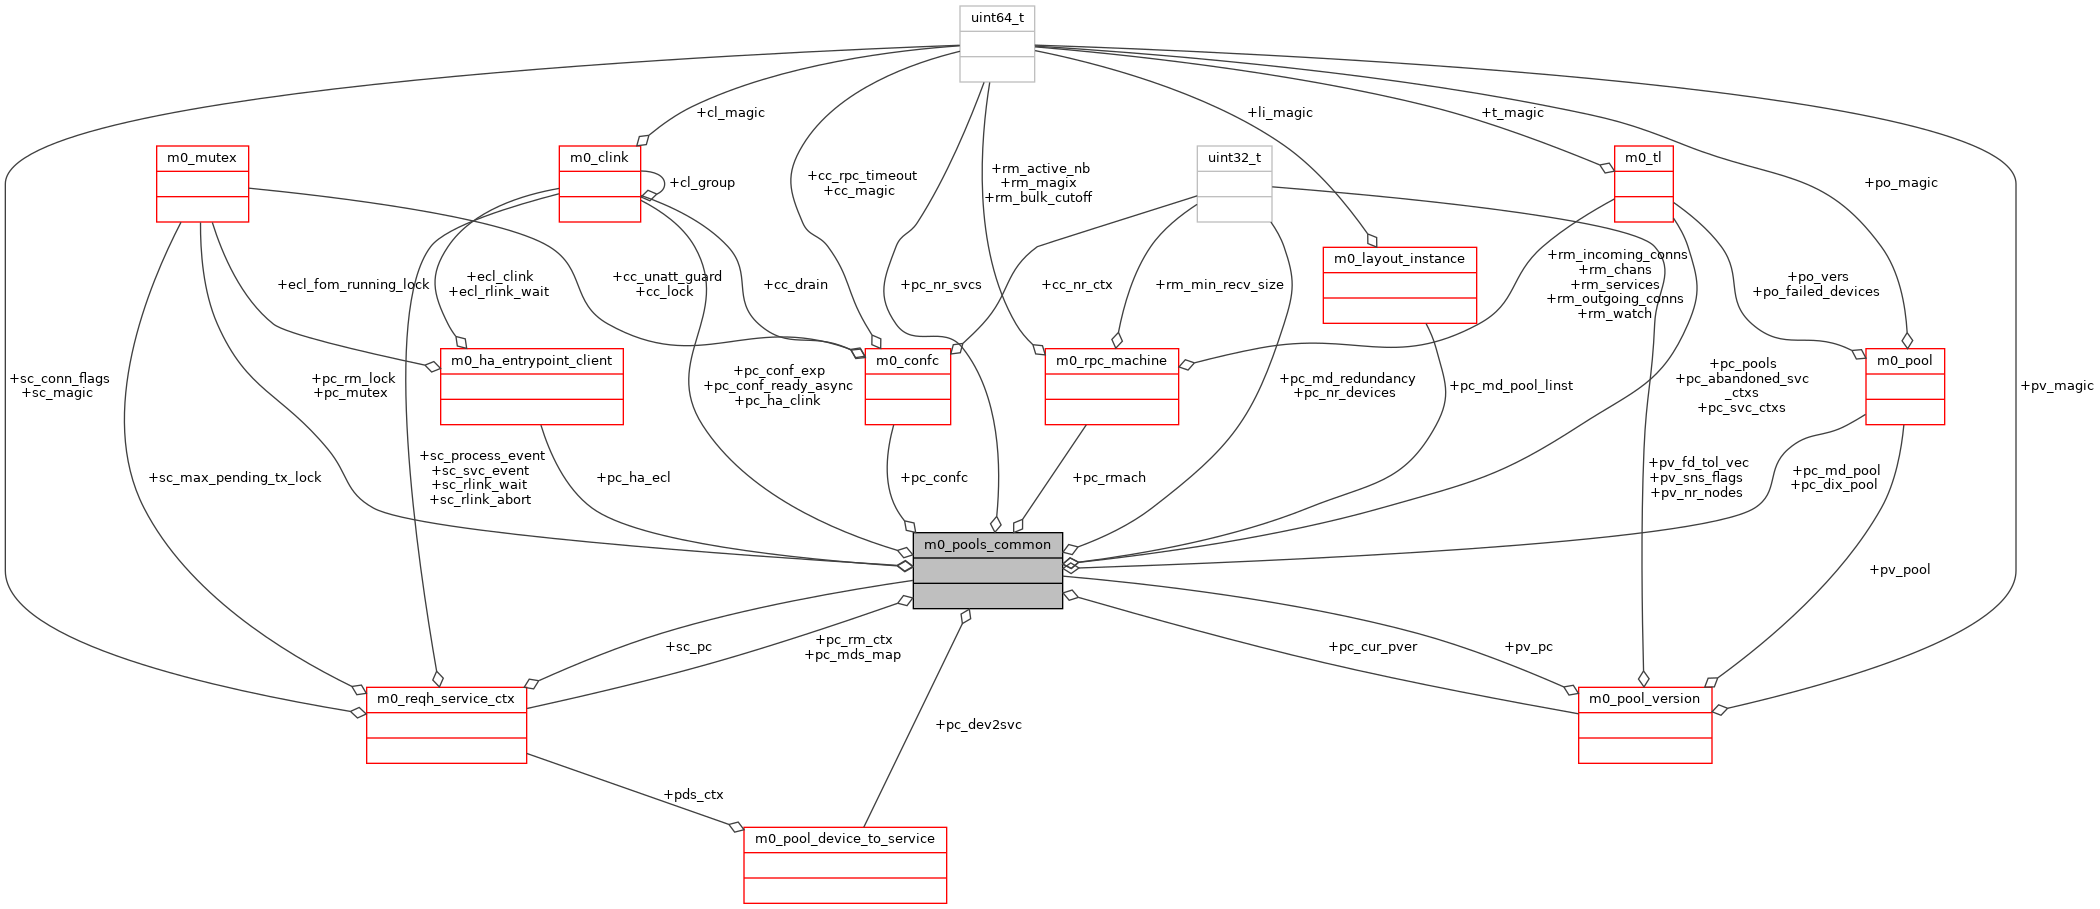 uint64_t
+cl_magic
+li_magic
+t_magic
m0_mutex
m0_clink
uint32_t
m0_tl
+cl_group
+cc_rpc_timeout
+cc_magic
+rm_active_nb
+rm_magix
+rm_bulk_cutoff
+po_magic
m0_layout_instance
+ecl_fom_running_lock
+ecl_clink
+ecl_rlink_wait
+cc_unatt_guard
+cc_lock
+cc_drain
+pc_nr_svcs
+cc_nr_ctx
+rm_min_recv_size
+rm_incoming_conns
+rm_chans
+rm_services
+rm_outgoing_conns
+rm_watch
+po_vers
+po_failed_devices
m0_ha_entrypoint_client
m0_confc
m0_rpc_machine
m0_pool
+sc_conn_flags
+sc_magic
+pc_rm_lock
+pc_mutex
+pc_conf_exp
+pc_conf_ready_async
+pc_ha_clink
+pc_md_redundancy
+pc_nr_devices
+pc_md_pool_linst
+pc_pools
+pc_abandoned_svc
_ctxs
+pc_svc_ctxs
+pv_magic
+sc_max_pending_tx_lock
+sc_process_event
+sc_svc_event
+sc_rlink_wait
+sc_rlink_abort
+pc_ha_ecl
+pc_confc
+pc_rmach
+pv_fd_tol_vec
+pv_sns_flags
+pv_nr_nodes
+pc_md_pool
+pc_dix_pool
m0_pools_common
+pv_pool
+sc_pc
+pc_rm_ctx
+pc_mds_map
+pc_cur_pver
+pv_pc
m0_reqh_service_ctx
m0_pool_version
+pc_dev2svc
+pds_ctx
m0_pool_device_to_service